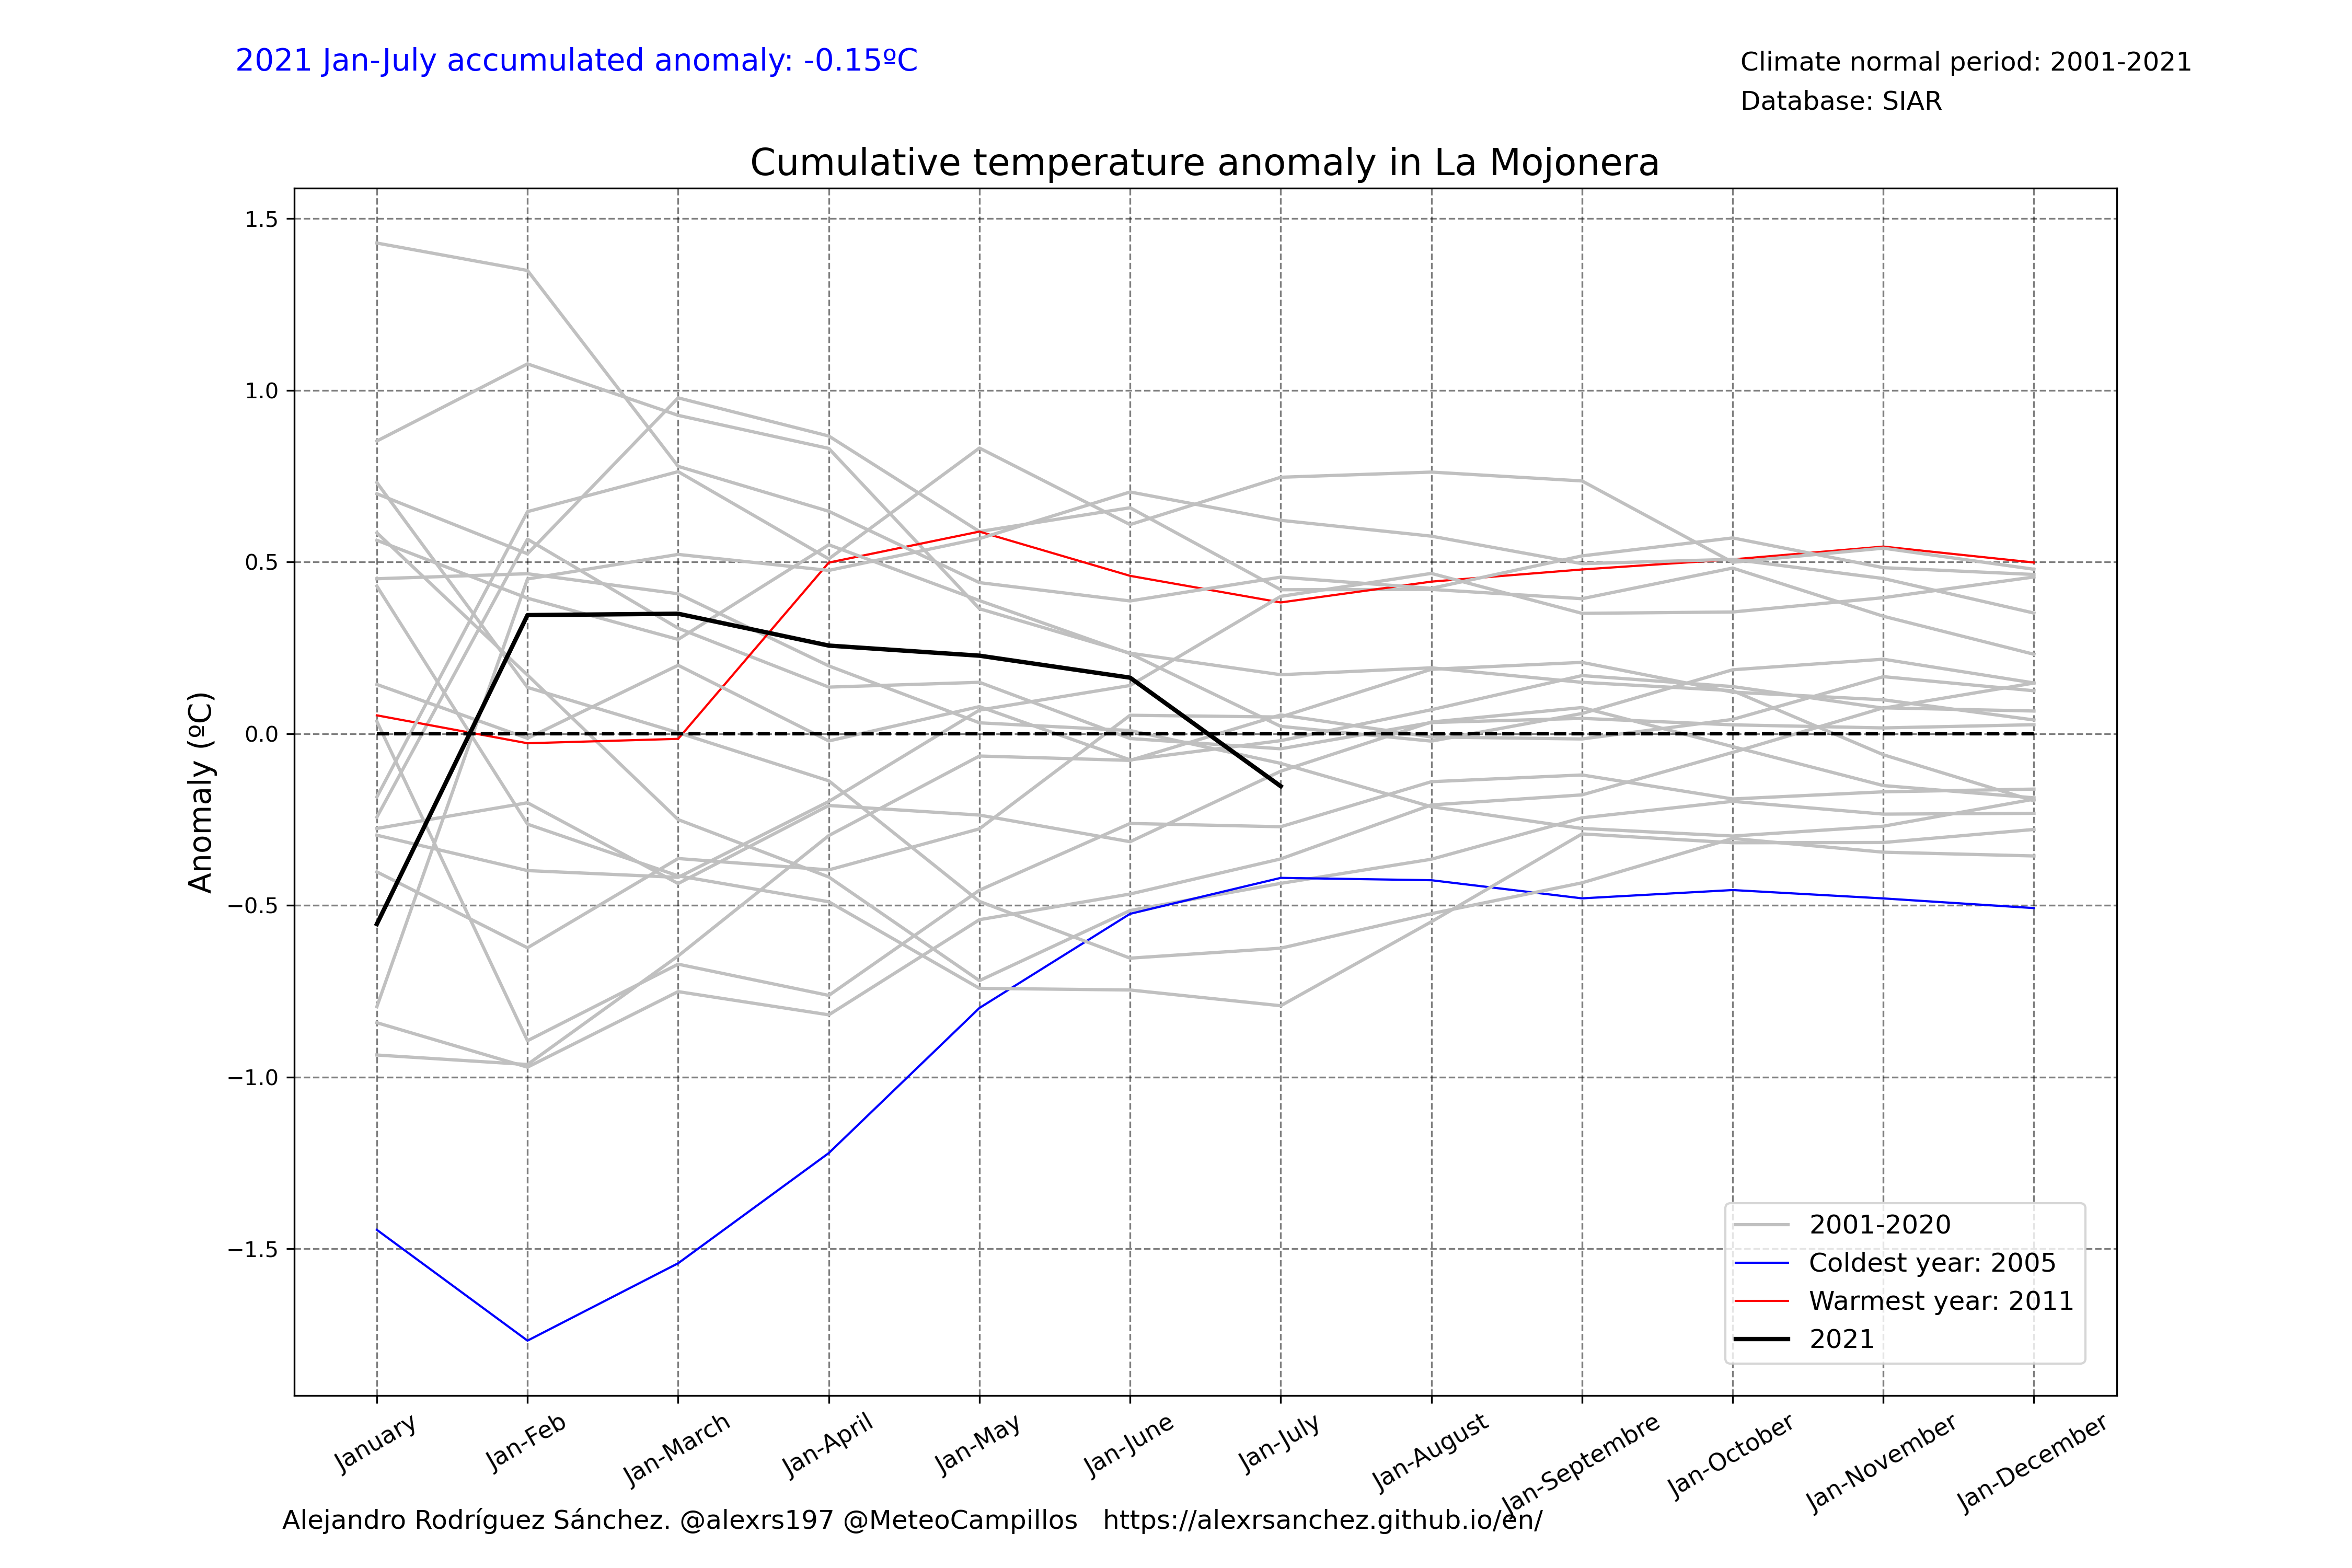 2021 Jan-July accumulated anomaly: -0.15ºC
Climate normal period: 2001-2021
Database: SIAR
Cumulative temperature anomaly in La Mojonera
Anomaly (ºC)
1.5
1.0
0.5
0.0
−0.5
−1.0
−1.5
2001-2020
Coldest year: 2005
Warmest year: 2011
2021
January
Jan-Feb
Jan-March
Jan-April
Jan-May
Jan-June
Jan-July
Jan-August
Jan-Septembre
Jan-October
Jan-November
Jan-December
Alejandro Rodríguez Sánchez. @alexrs197 @MeteoCampillos   https://alexrsanchez.github.io/en/